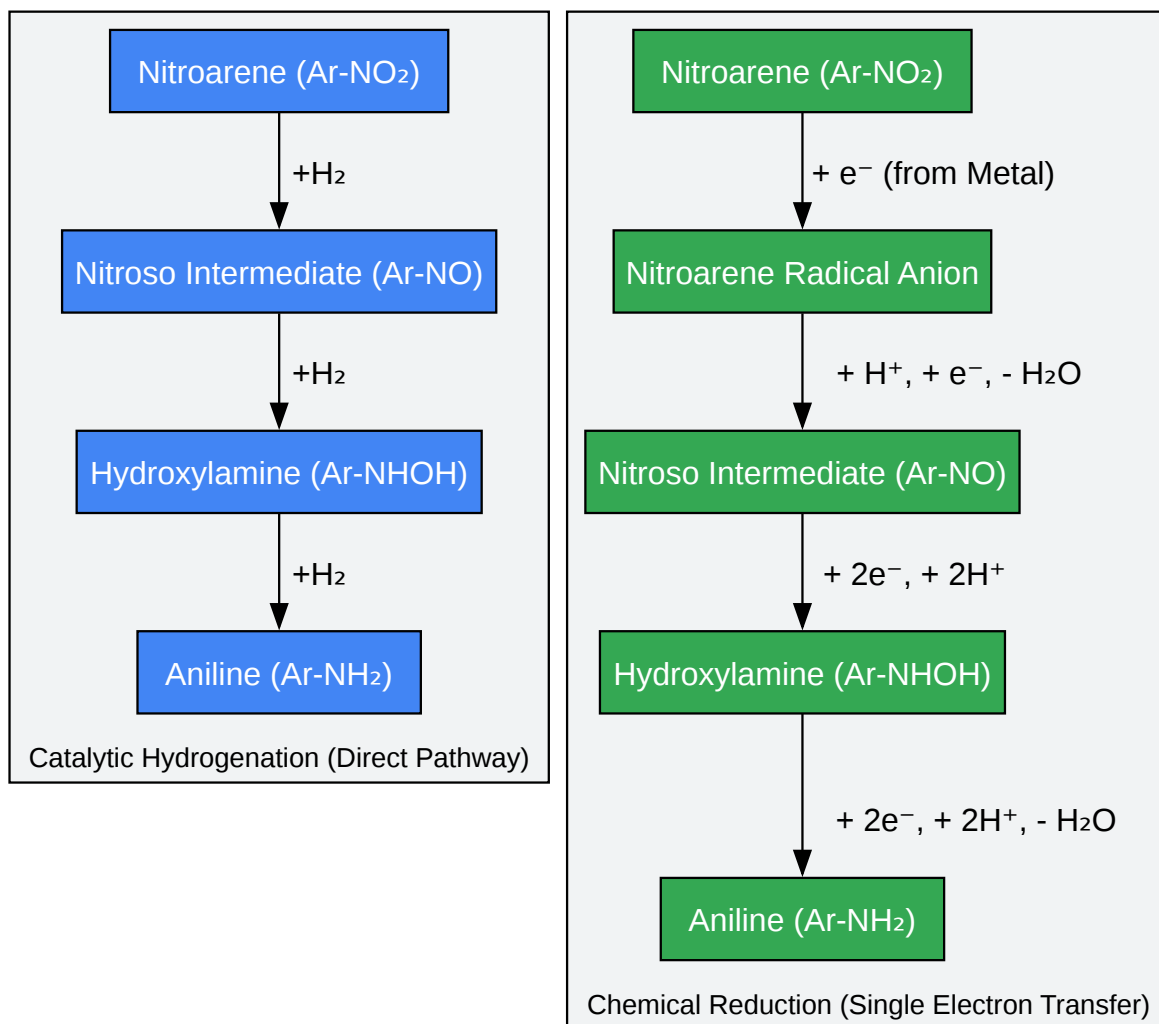 Nitroarene (Ar-NO₂)
+H₂
Nitroso Intermediate (Ar-NO)
+H₂
Hydroxylamine (Ar-NHOH)
+H₂
Aniline (Ar-NH₂)
Catalytic Hydrogenation (Direct Pathway)
Nitroarene (Ar-NO₂)
+ e⁻ (from Metal)
Nitroarene Radical Anion
+ H⁺, + e⁻, - H₂O
Nitroso Intermediate (Ar-NO)
+ 2e⁻, + 2H⁺
Hydroxylamine (Ar-NHOH)
+ 2e⁻, + 2H⁺, - H₂O
Aniline (Ar-NH₂)
Chemical Reduction (Single Electron Transfer)